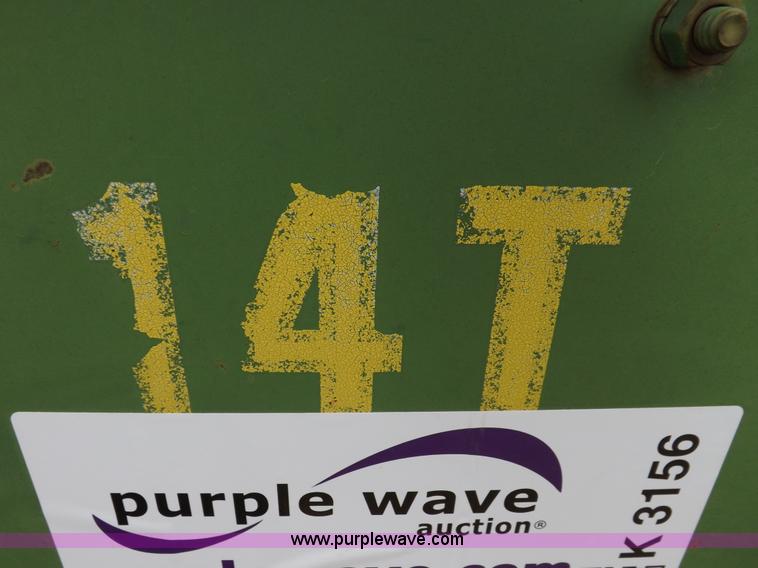 14T
purple wave
auction®
K 3156
www.purplewave.com